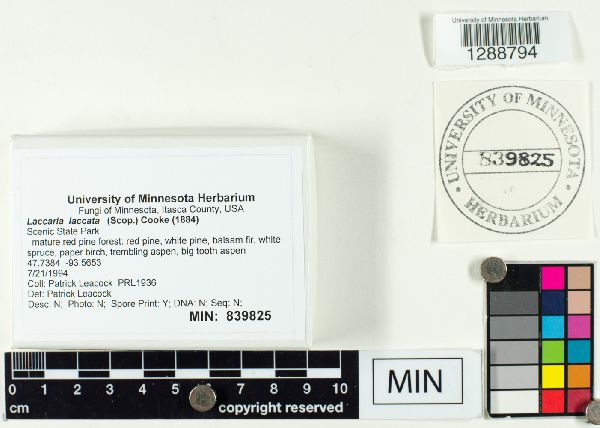 University of Minnesota Herbarium
1288794
UNIVERSITY OF MINNESOTA
839825
HERBARIUM
University of Minnesota Herbarium
Fungi of Minnesota, Itasca County, USA
Laccaria laccata (Scop.) Cooke (1884)
Scenic State Park
mature red pine forest: red pine, white pine, balsam fir, white
spruce, paper birch, trembling aspen, big tooth aspen
47.7384 -93.5653
7/21/1994
Coll: Patrick Leacock PRL1936
Det: Patrick Leacock
Desc: N; Photo: N; Spore Print: Y; DNA: N; Seq: N;
MIN: 839825
0 1 2 3 4 5 6 7 8 9 10
cm
copyright reserved
MIN